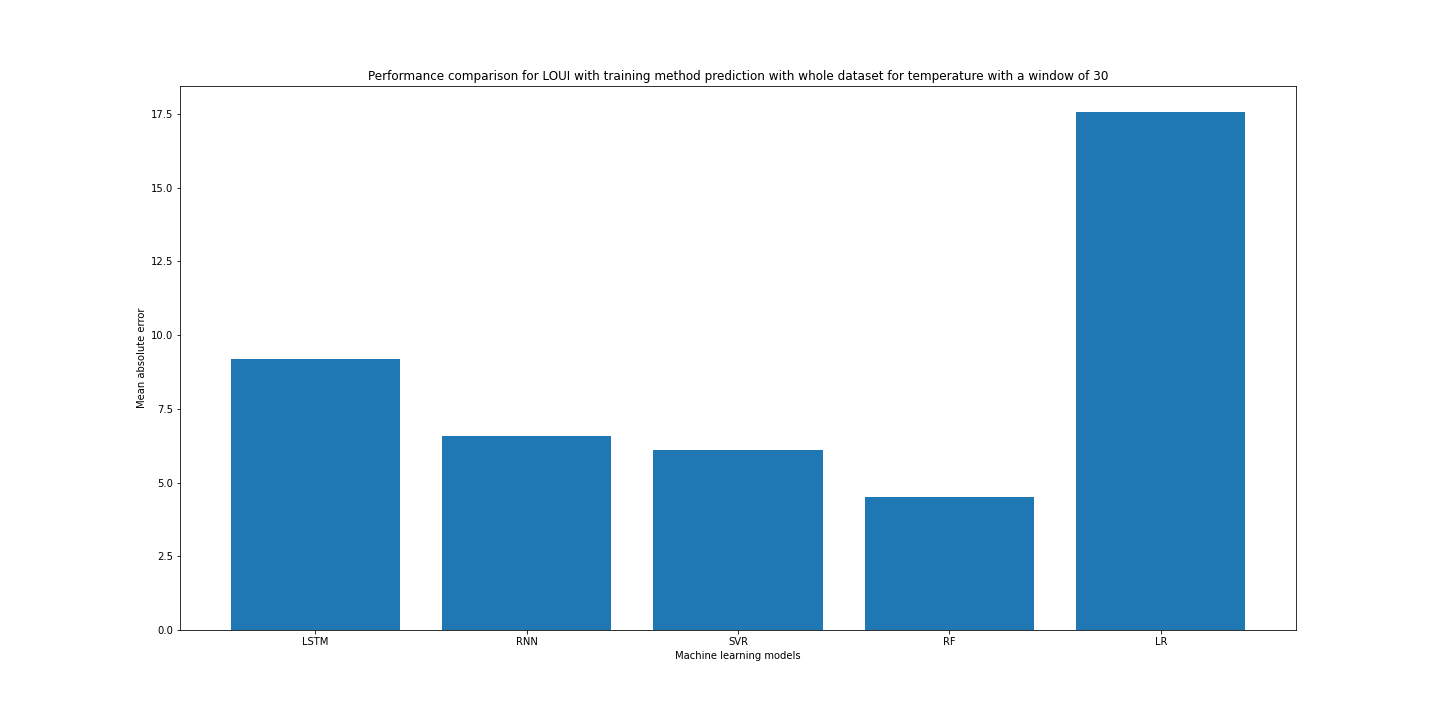 Performance comparison for LOUI with training method prediction with whole dataset for temperature with a window of 30
17.5
15.0
12.5
10.0
7.5
5.0
2.5
0.0
Mean absolute error
LSTM RNN SVR RF LR
Machine learning models